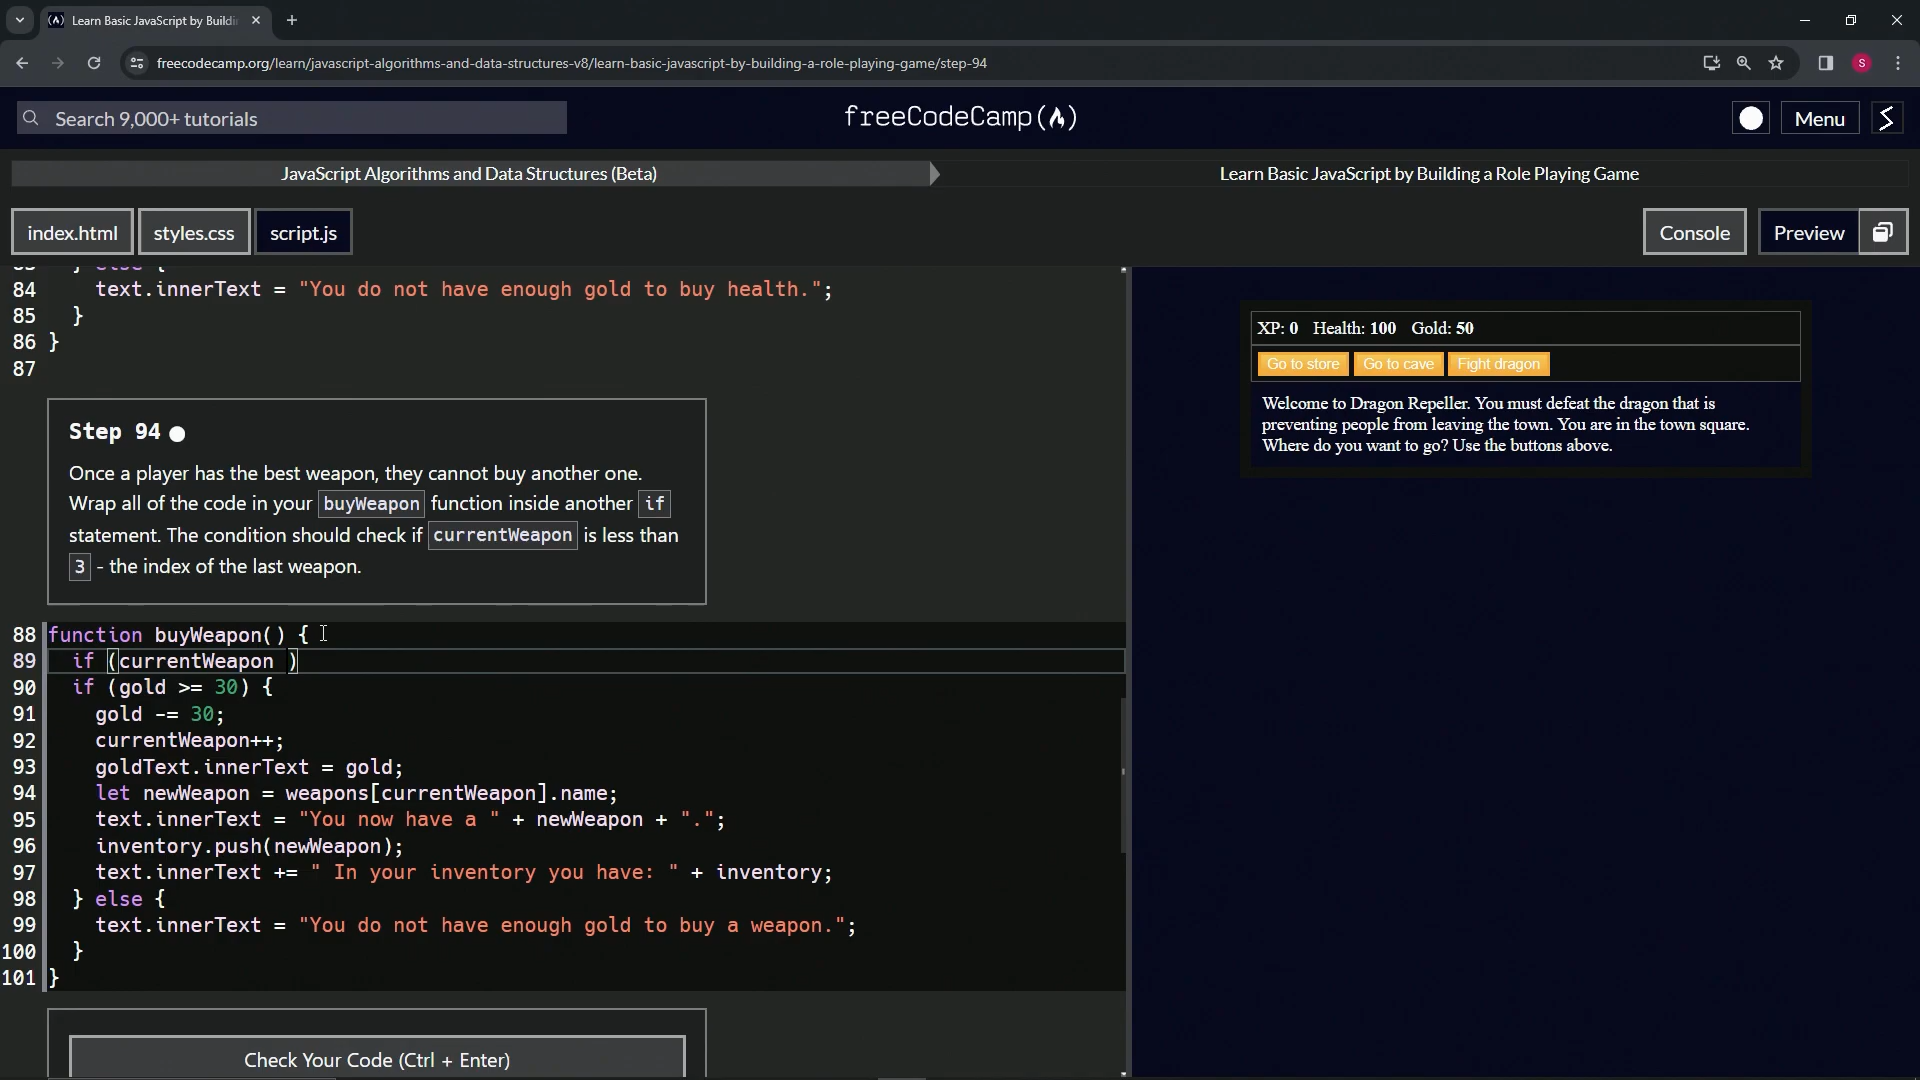 Learn Basic JavaScript by Buildi
freecodecamp.org/learn/javascript-algorithms-and-data-structures-v8/learn-basic-javascript-by-building-a-role-playing-game/step-94
S
Search 9,000+ tutorials
freeCodeCamp(🔥)
Menu
JavaScript Algorithms and Data Structures (Beta)
Learn Basic JavaScript by Building a Role Playing Game
index.html
styles.css
script.js
Console
Preview
83 } else {
84 text.innerText = "You do not have enough gold to buy health.";
85 }
86 }
87
Step 94
Once a player has the best weapon, they cannot buy another one.
Wrap all of the code in your buyWeapon function inside another if
statement. The condition should check if currentWeapon is less than
3 - the index of the last weapon.
88 function buyWeapon() {
89 if (currentWeapon )
90 if (gold >= 30) {
91 gold -= 30;
92 currentWeapon++;
93 goldText.innerText = gold;
94 let newWeapon = weapons[currentWeapon].name;
95 text.innerText = "You now have a " + newWeapon + ".";
96 inventory.push(newWeapon);
97 text.innerText += " In your inventory you have: " + inventory;
98 } else {
99 text.innerText = "You do not have enough gold to buy a weapon.";
100 }
101 }
Check Your Code (Ctrl + Enter)
XP: 0 Health: 100 Gold: 50
Go to store
Go to cave
Fight dragon
Welcome to Dragon Repeller. You must defeat the dragon that is
preventing people from leaving the town. You are in the town square.
Where do you want to go? Use the buttons above.